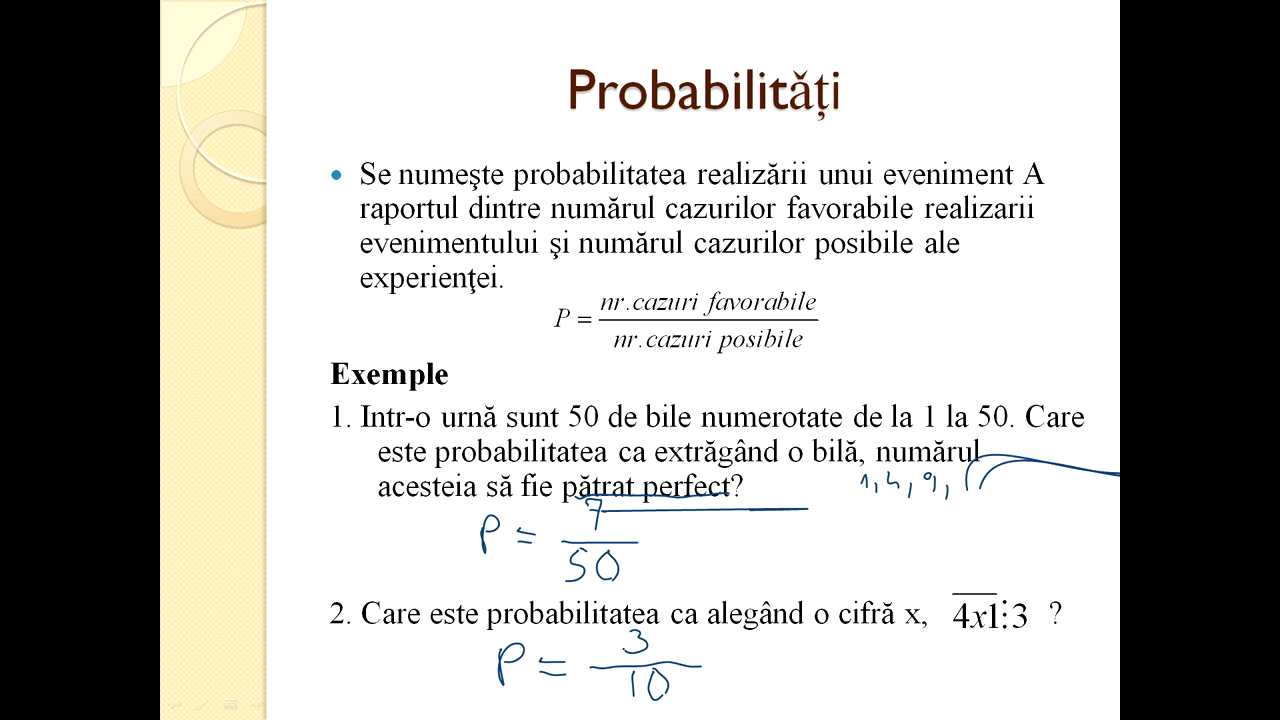 Probabilităţi
Se numeşte probabilitatea realizării unui eveniment A
raportul dintre numărul cazurilor favorabile realizarii
evenimentului şi numărul cazurilor posibile ale
experienţei.
P = nr.cazuri favorabile / nr.cazuri posibile
Exemple
1. Intr-o urnă sunt 50 de bile numerotate de la 1 la 50. Care
este probabilitatea ca extrăgând o bilă, numărul
acesteia să fie pătrat perfect? 1, 4, 9,
P = 7 / 50
2. Care este probabilitatea ca alegând o cifră x, 4x1⋮3 ?
P = 3 / 10